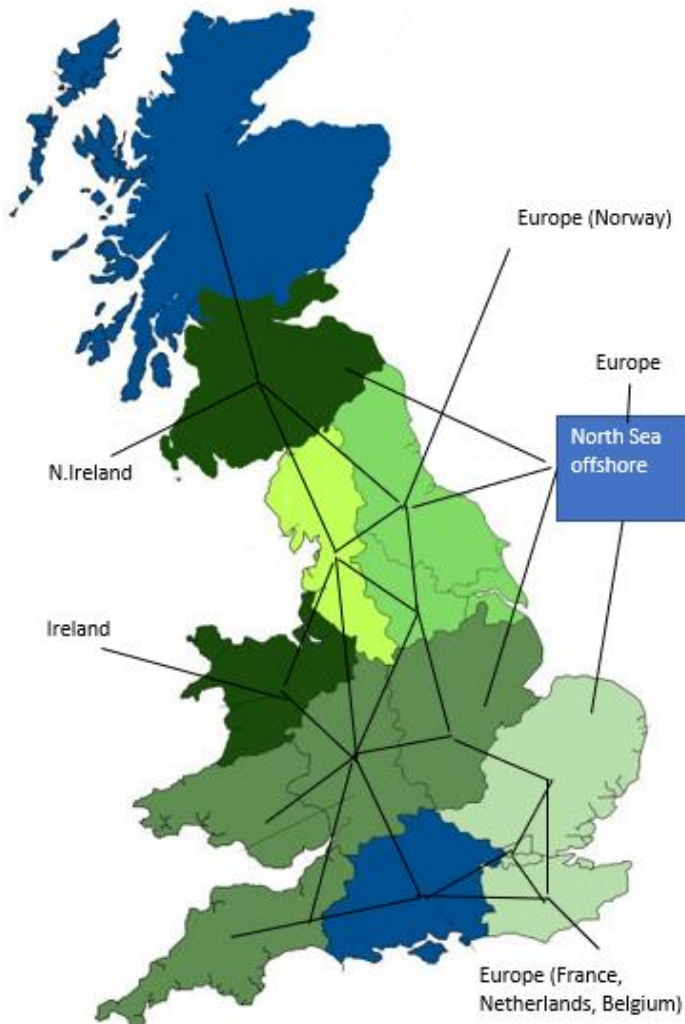 Europe (Norway)
Europe
North Sea
offshore
N.Ireland
Ireland
Europe (France,
Netherlands, Belgium)